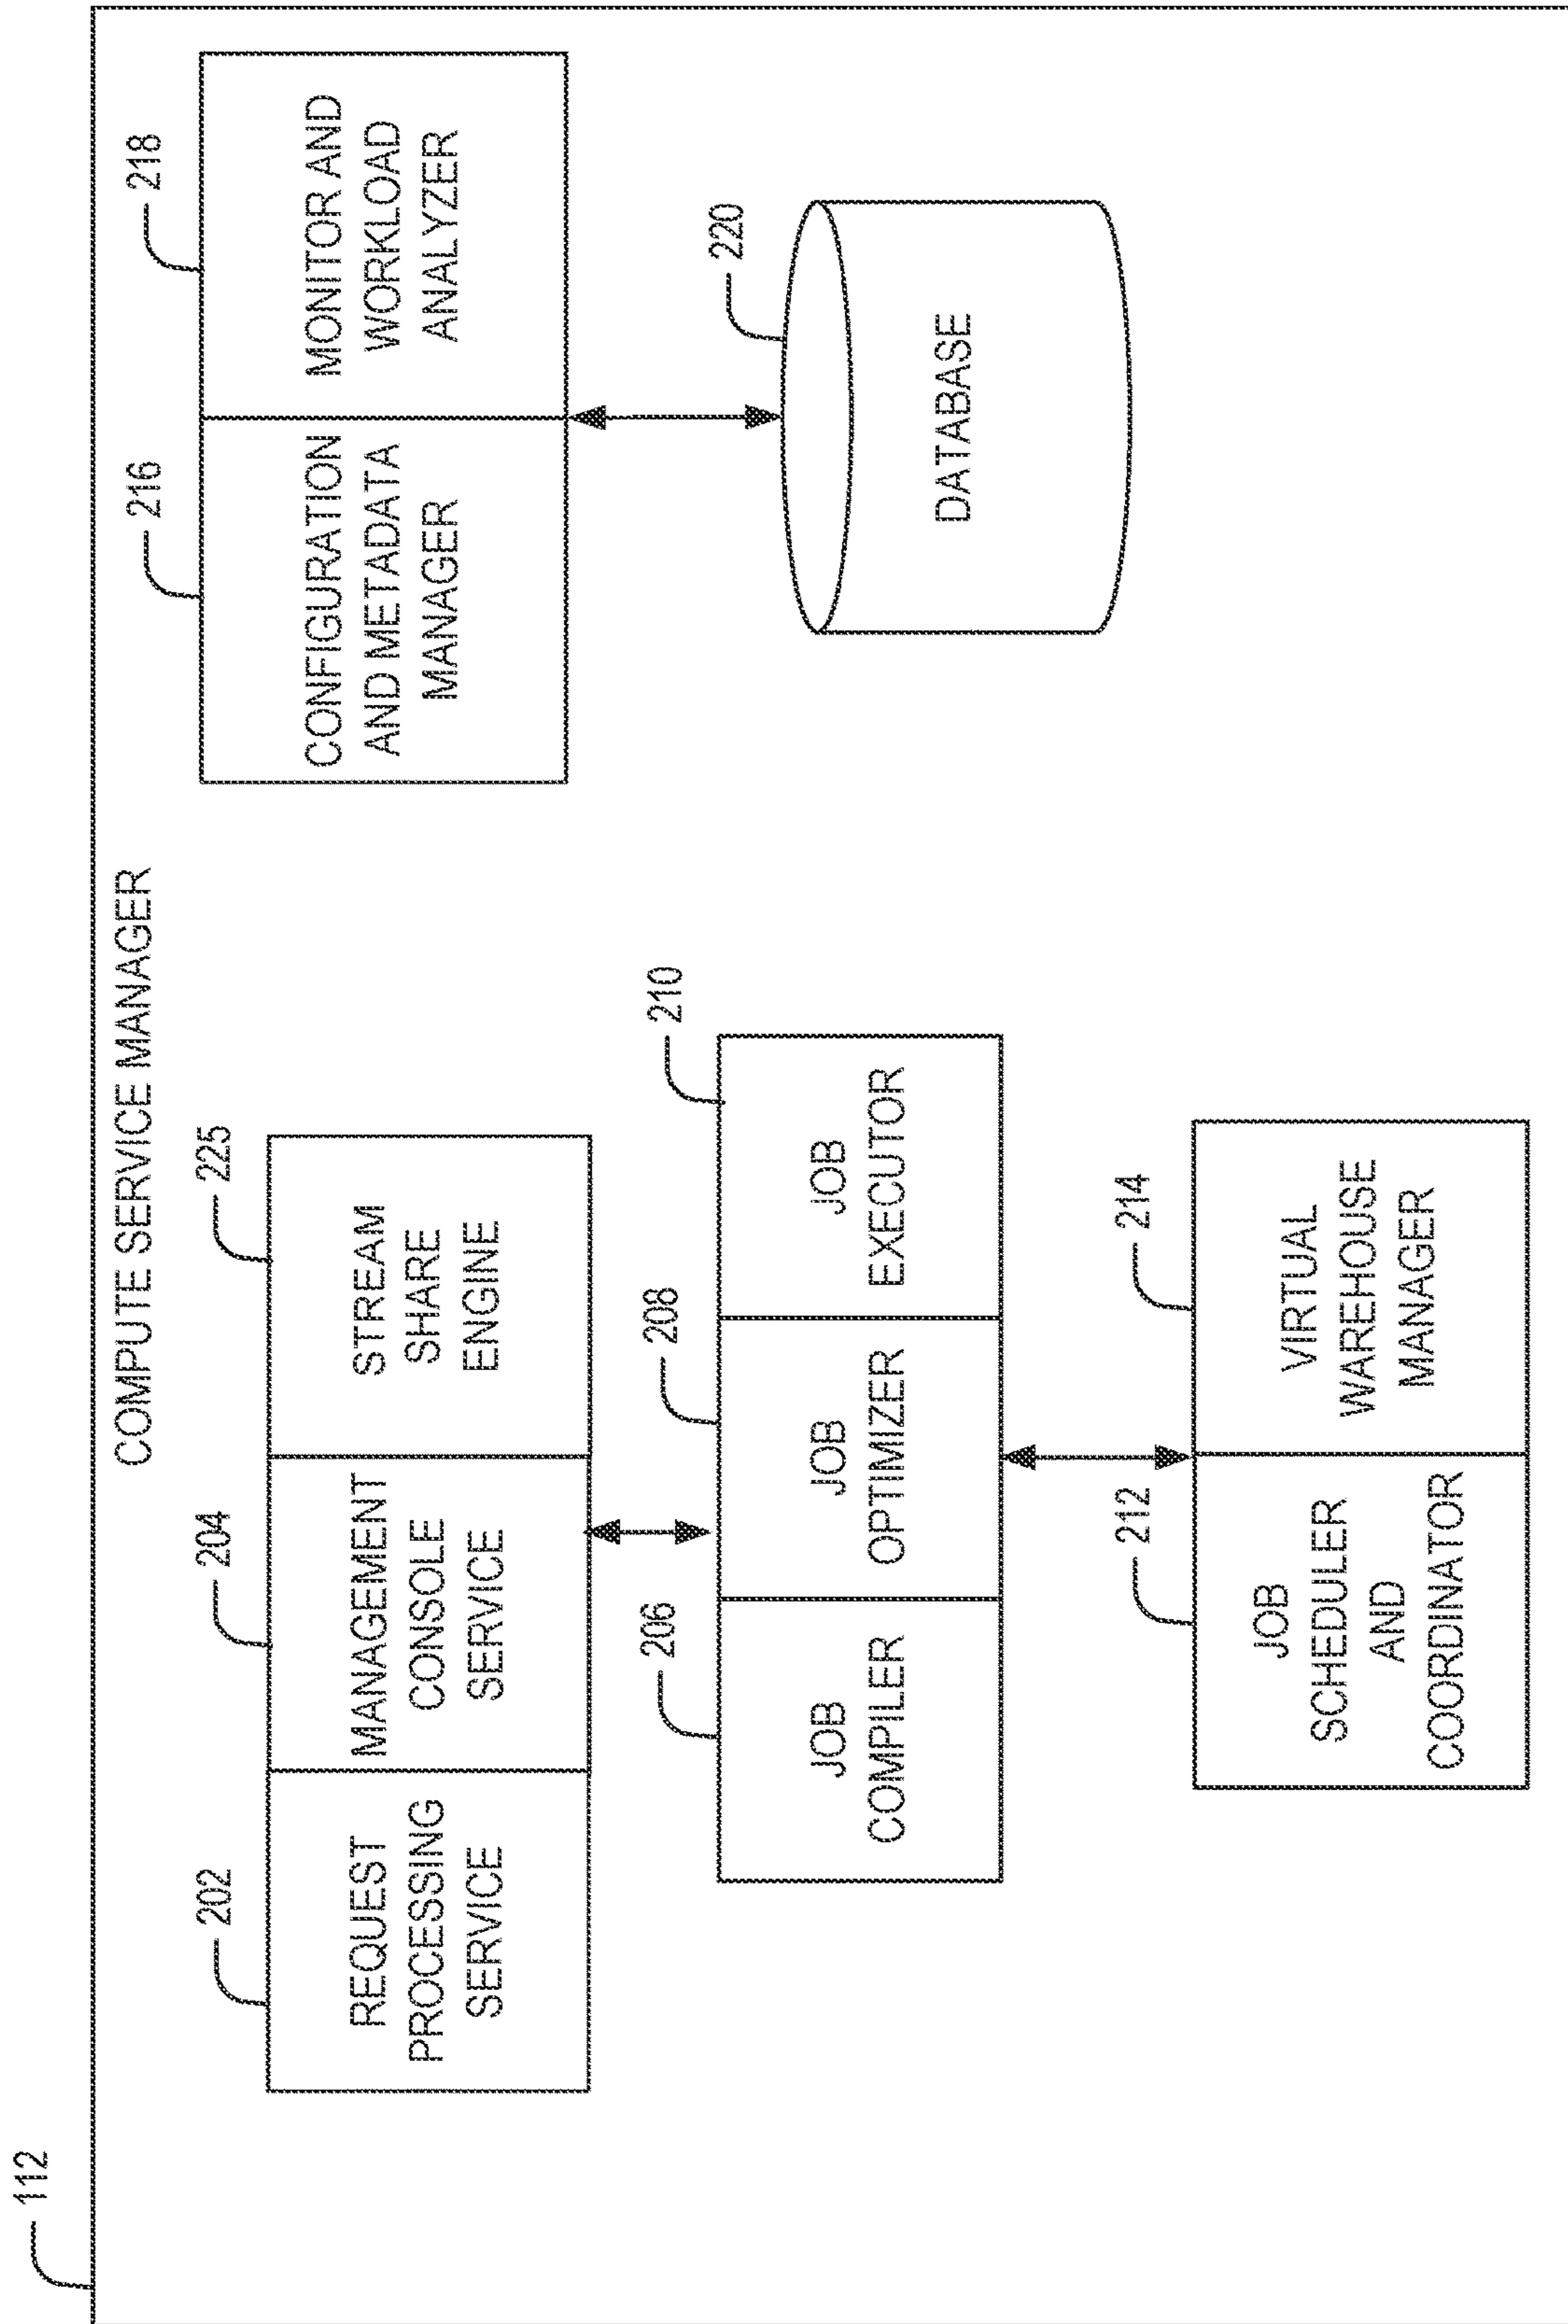 112
COMPUTE SERVICE MANAGER
202
REQUEST
PROCESSING
SERVICE
204
MANAGEMENT
CONSOLE
SERVICE
225
STREAM
SHARE
ENGINE
206
JOB
COMPILER
208
JOB
OPTIMIZER
210
JOB
EXECUTOR
212
JOB
SCHEDULER
AND
COORDINATOR
214
VIRTUAL
WAREHOUSE
MANAGER
216
CONFIGURATION
AND METADATA
MANAGER
218
MONITOR AND
WORKLOAD
ANALYZER
220
DATABASE